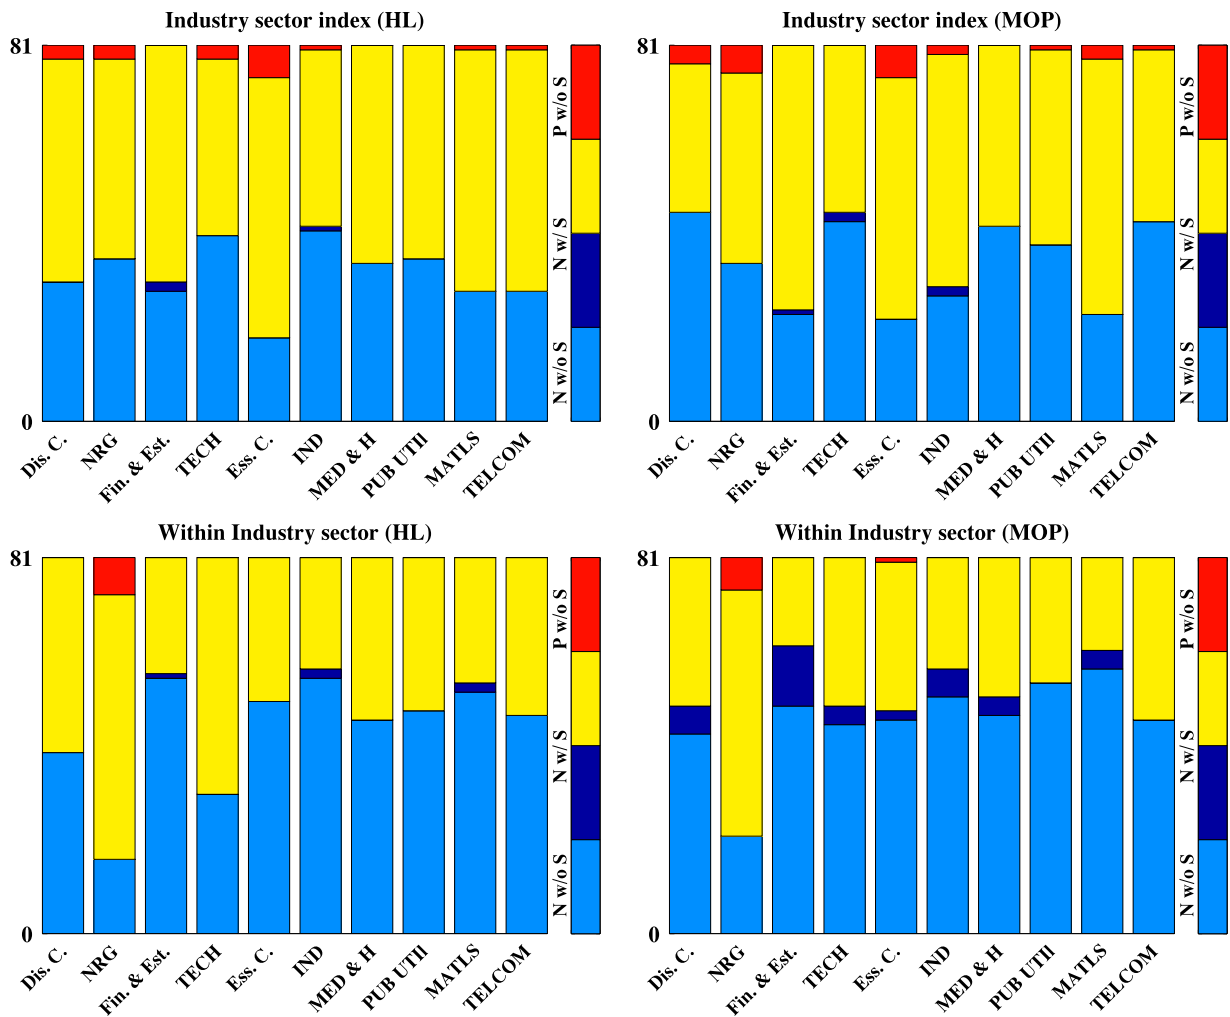 Industry sector index (HL)
81
0
Dis. C.
NRG
Fin. & Est.
TECH
Ess. C.
IND
MED & H
PUB UTIl
MATLS
TELCOM
P w/o S
N w/ S
N w/o S
Industry sector index (MOP)
81
0
Dis. C.
NRG
Fin. & Est.
TECH
Ess. C.
IND
MED & H
PUB UTIl
MATLS
TELCOM
P w/o S
N w/ S
N w/o S
Within Industry sector (HL)
81
0
Dis. C.
NRG
Fin. & Est.
TECH
Ess. C.
IND
MED & H
PUB UTIl
MATLS
TELCOM
P w/o S
N w/ S
N w/o S
Within Industry sector (MOP)
81
0
Dis. C.
NRG
Fin. & Est.
TECH
Ess. C.
IND
MED & H
PUB UTIl
MATLS
TELCOM
P w/o S
N w/ S
N w/o S